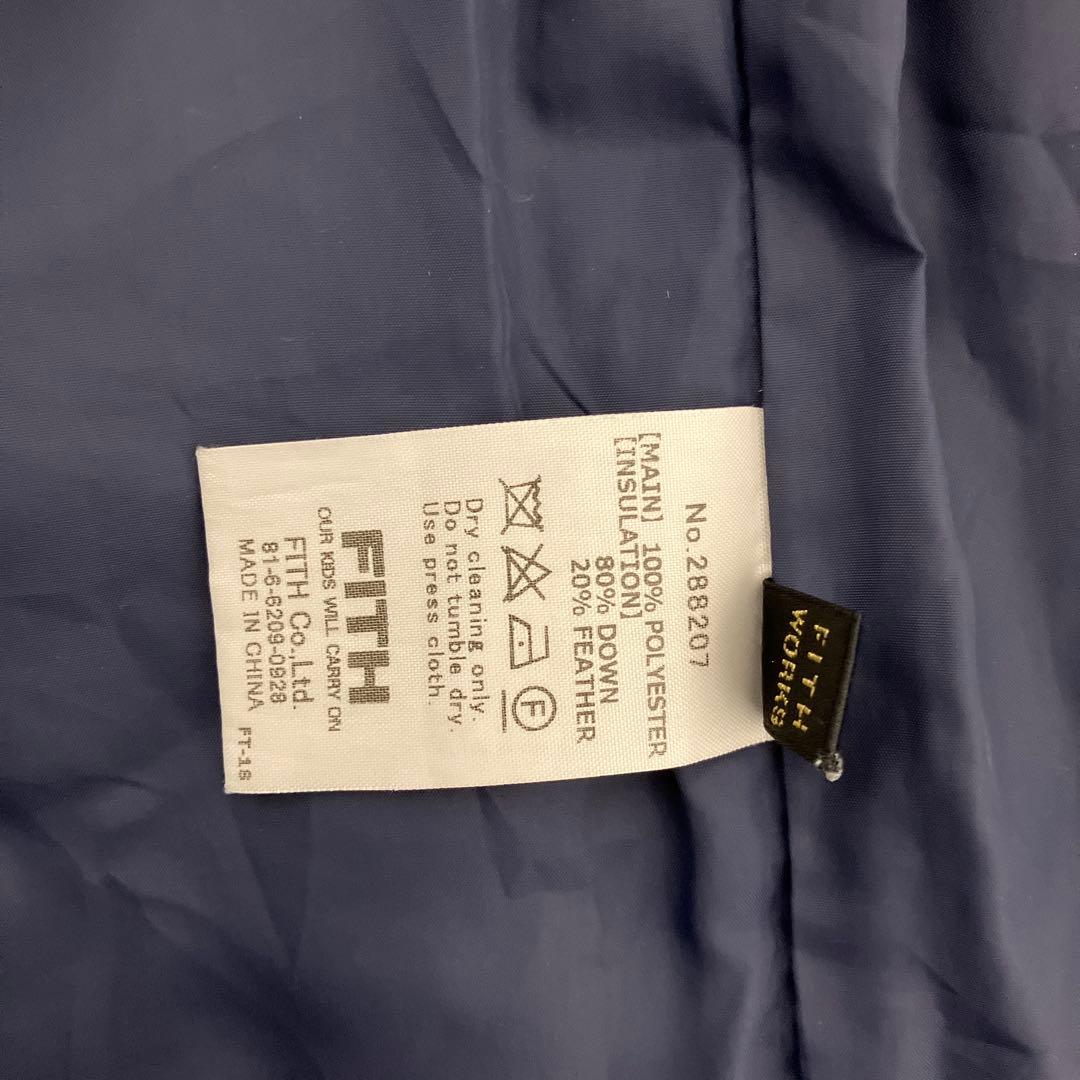 No.288207
[MAIN] 100% POLYESTER
[INSULATION]
80% DOWN
20% FEATHER
F
Dry cleaning only.
Do not tumble dry.
Use press cloth.
FITH
OUR KIDS WILL CARRY ON
FITH Co.,Ltd.
81-6-6209-0928
MADE IN CHINA
FT-18
FITH
WORKS